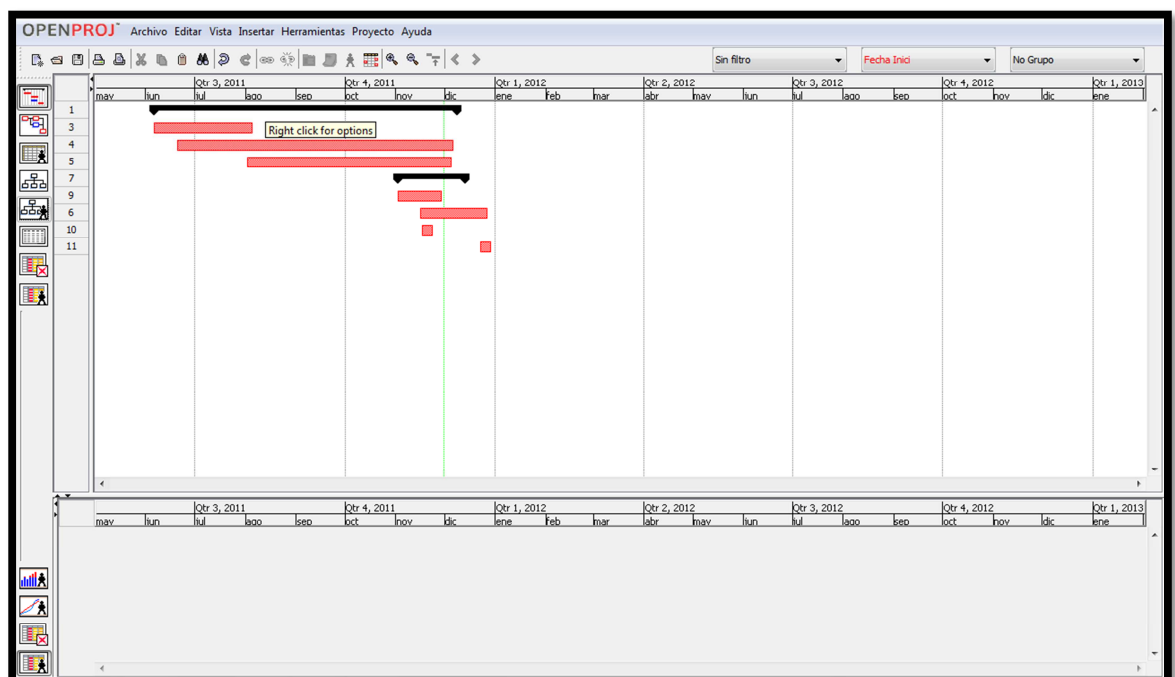 OPENPROJ™ Archivo Editar Vista Insertar Herramientas Proyecto Ayuda
Sin filtro Fecha Inici No Grupo
Qtr 3, 2011 Qtr 4, 2011 Qtr 1, 2012 Qtr 2, 2012 Qtr 3, 2012 Qtr 4, 2012 Qtr 1, 2013
may jun jul ago sep oct nov dic ene feb mar abr may jun jul ago sep oct nov dic ene
1
3 Right click for options
4
5
7
9
6
10
11
Qtr 3, 2011 Qtr 4, 2011 Qtr 1, 2012 Qtr 2, 2012 Qtr 3, 2012 Qtr 4, 2012 Qtr 1, 2013
may jun jul ago sep oct nov dic ene feb mar abr may jun jul ago sep oct nov dic ene